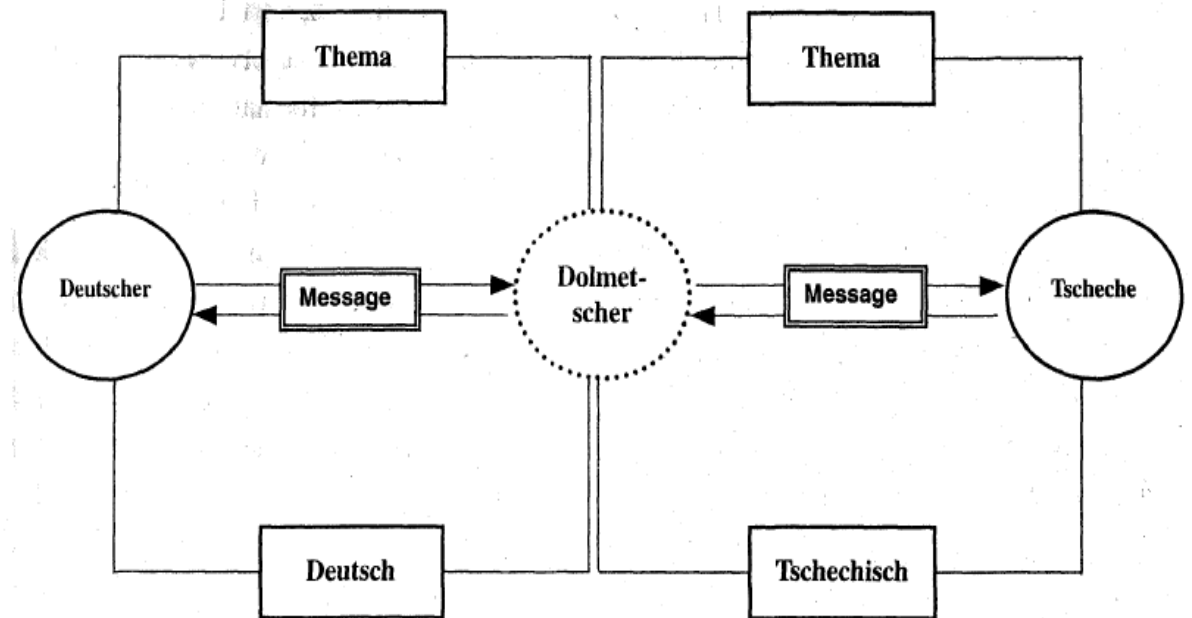 Thema
Thema
Deutscher
Message
Dolmet-
scher
Message
Tscheche
Deutsch
Tschechisch